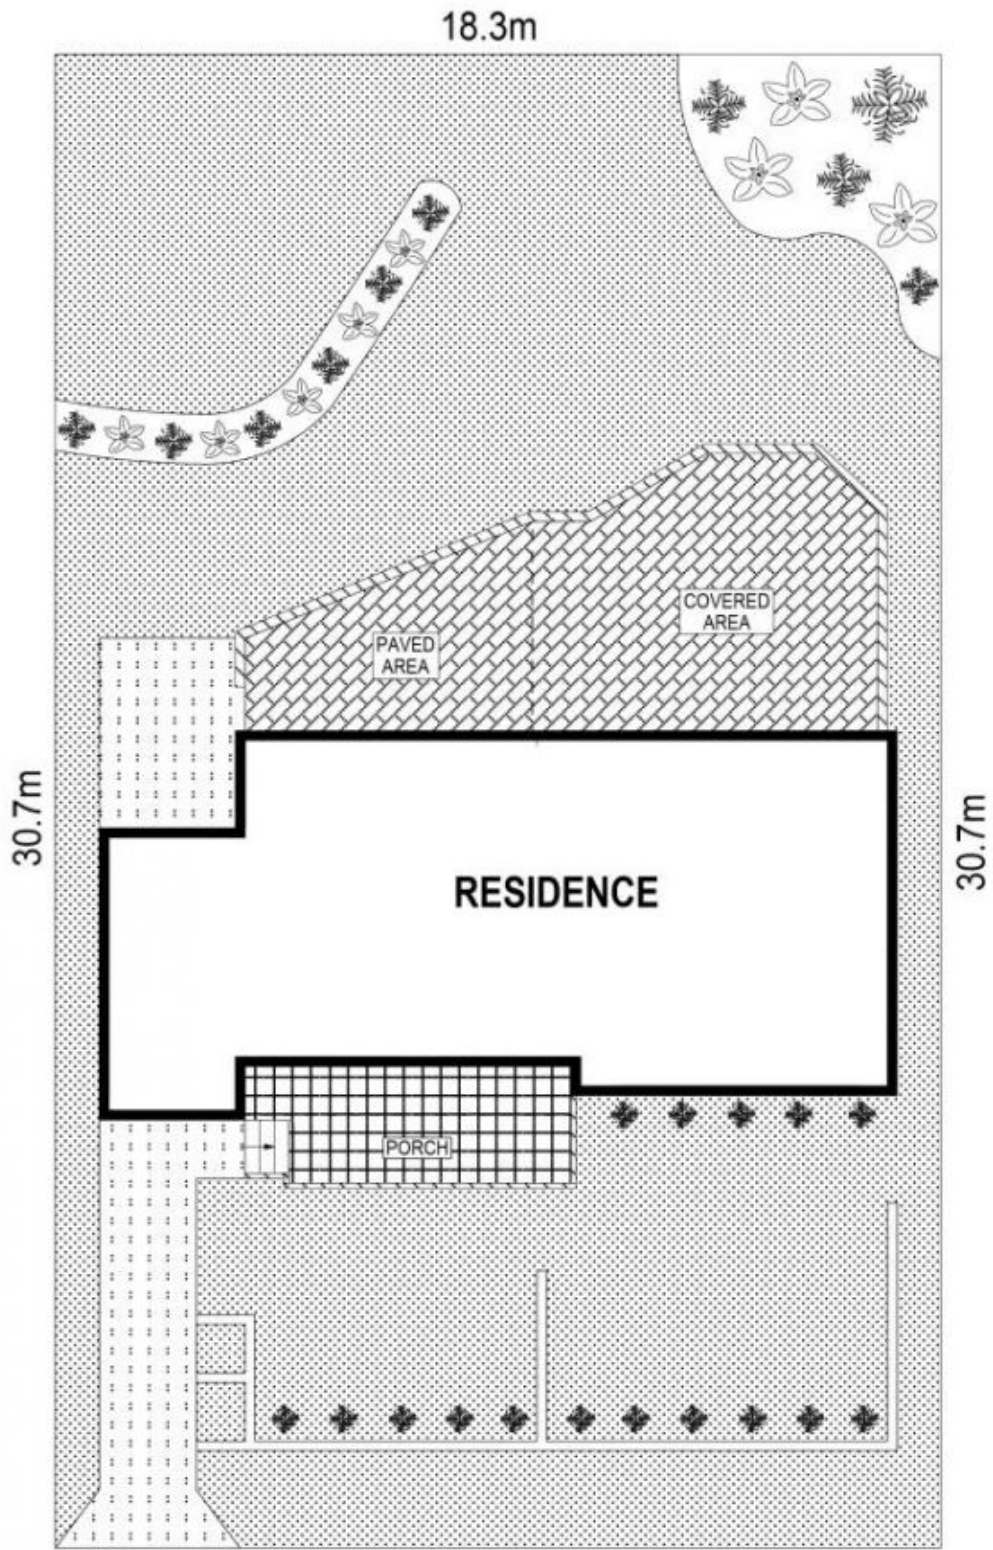 18.3m
COVERED
AREA
PAVED
AREA
30.7m
30.7m
RESIDENCE
PORCH